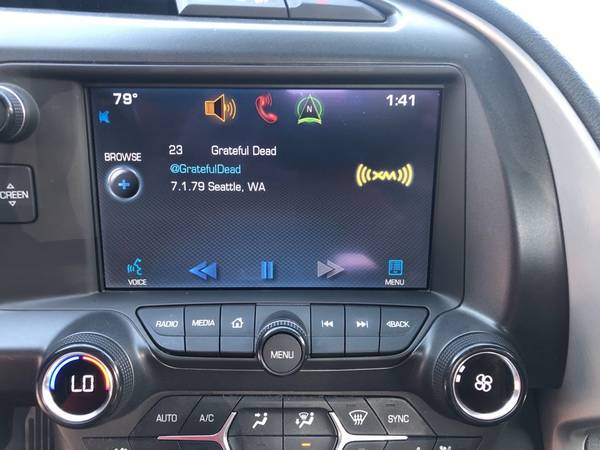 79° 1:41
23 Grateful Dead
BROWSE @GratefulDead
7.1.79 Seattle, WA
XM
VOICE MENU
SCREEN
RADIO MEDIA BACK
MENU
LO
AUTO A/C SYNC